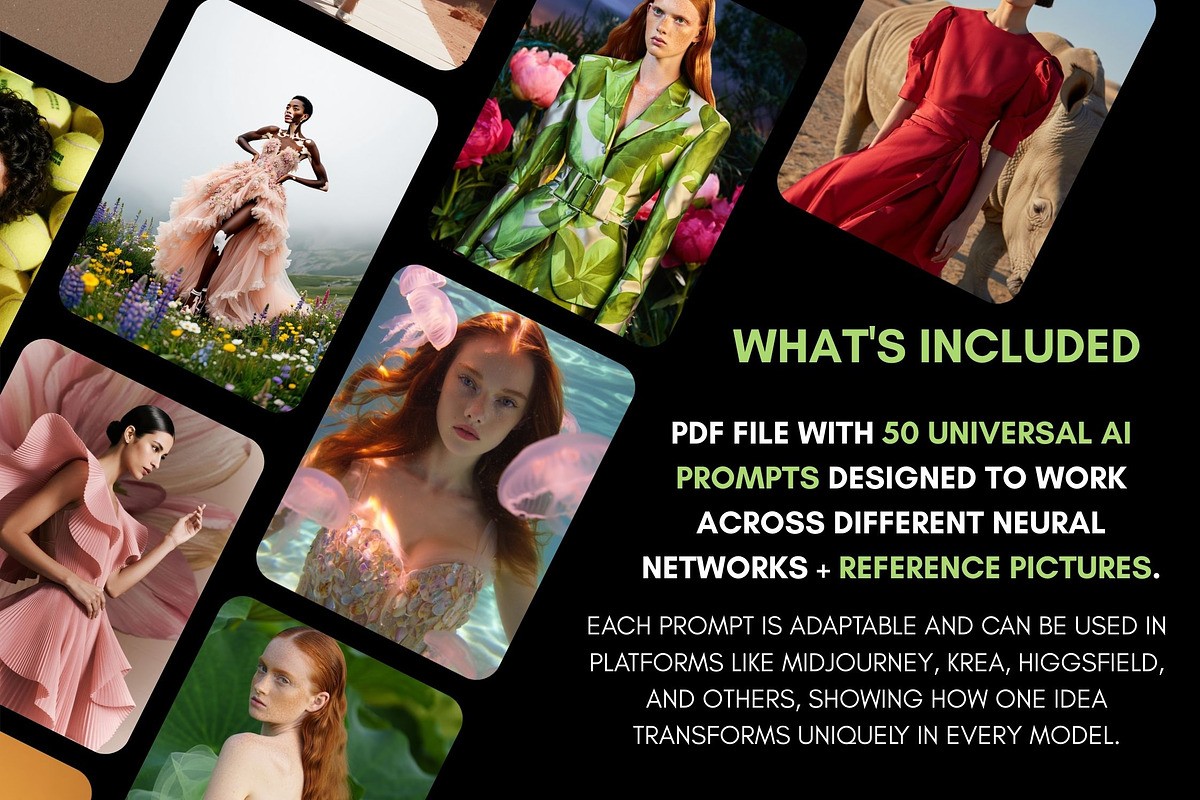 WHAT'S INCLUDED
PDF FILE WITH 50 UNIVERSAL AI
PROMPTS DESIGNED TO WORK
ACROSS DIFFERENT NEURAL
NETWORKS + REFERENCE PICTURES.
EACH PROMPT IS ADAPTABLE AND CAN BE USED IN
PLATFORMS LIKE MIDJOURNEY, KREA, HIGGSFIELD,
AND OTHERS, SHOWING HOW ONE IDEA
TRANSFORMS UNIQUELY IN EVERY MODEL.